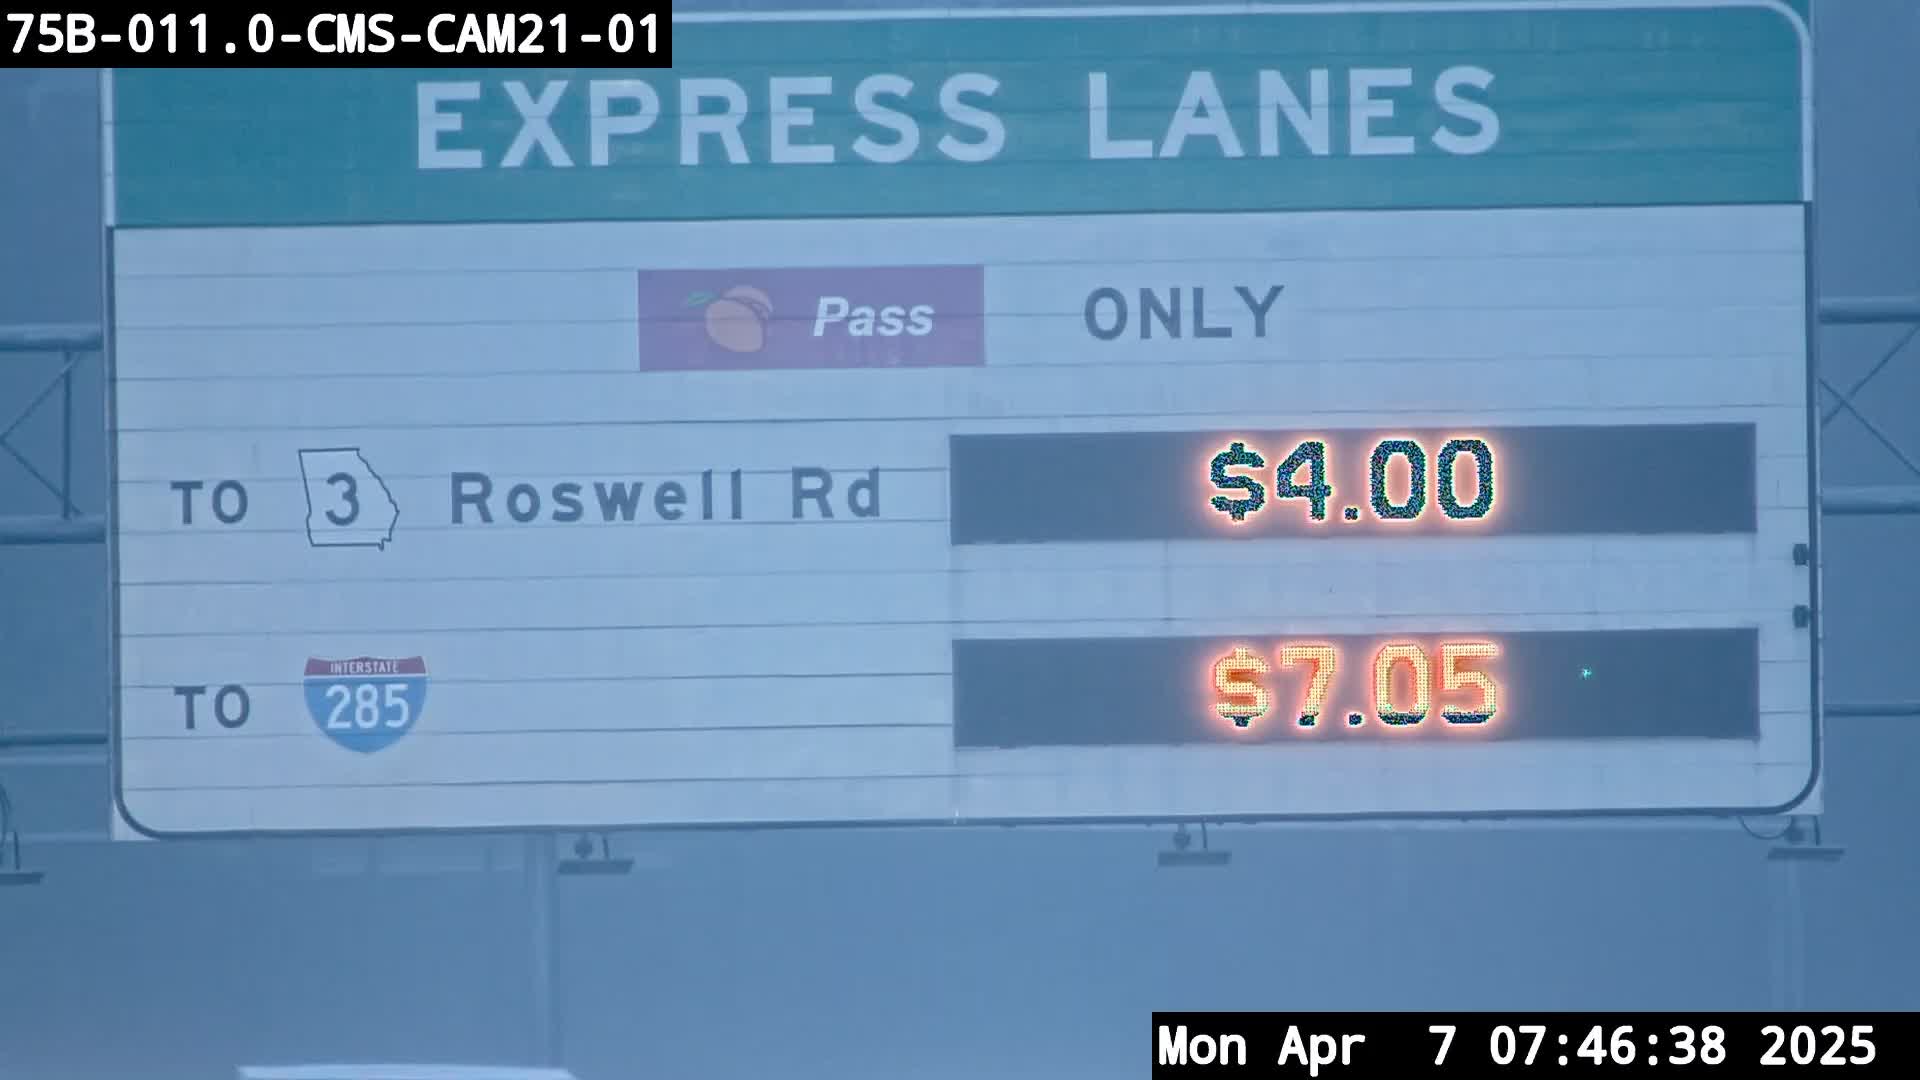 75B-011.0-CMS-CAM21-01
EXPRESS LANES
Pass ONLY
TO 3 Roswell Rd $4.00
INTERSTATE
TO 285 $7.05
Mon Apr 7 07:46:38 2025